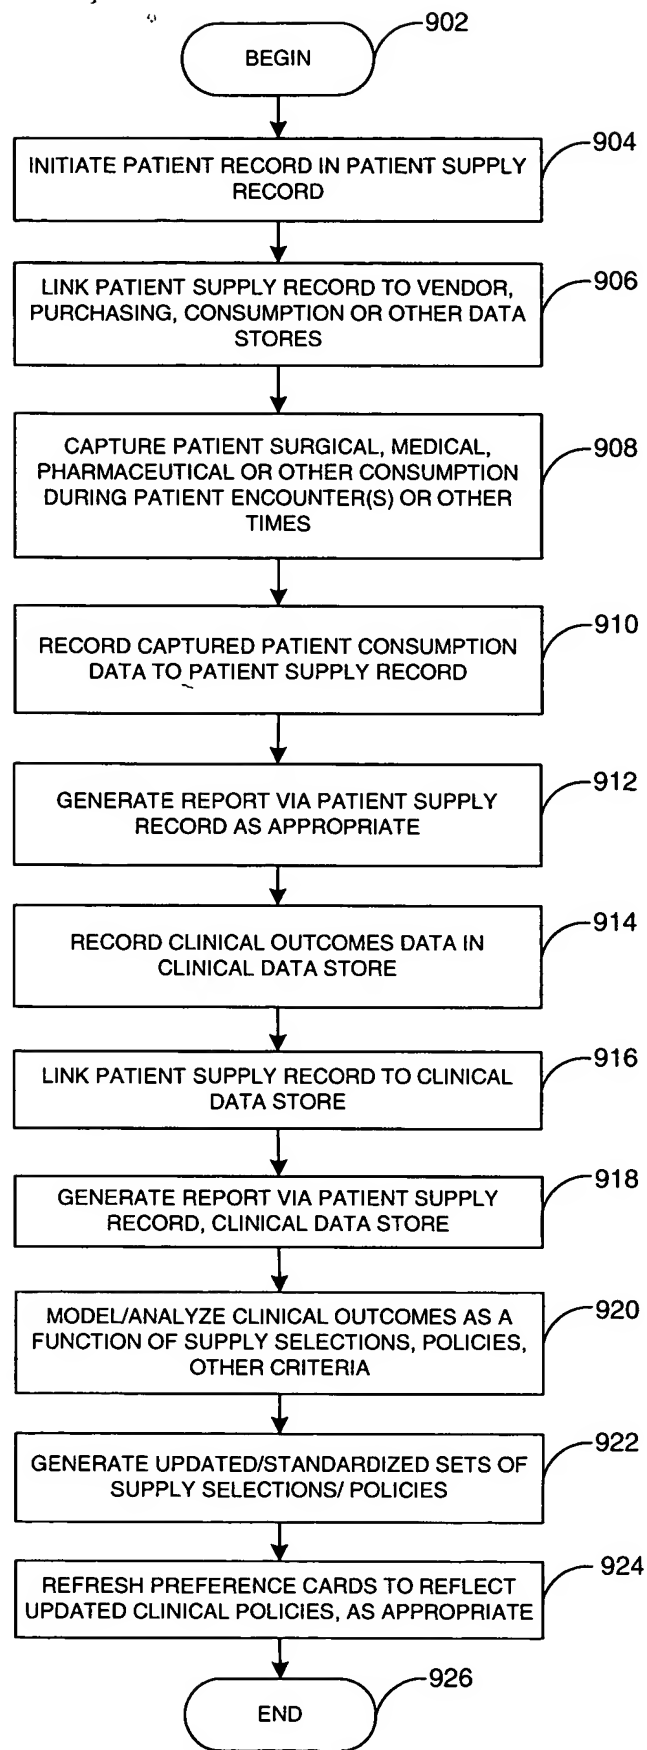 902
BEGIN
904
INITIATE PATIENT RECORD IN PATIENT SUPPLY
RECORD
906
LINK PATIENT SUPPLY RECORD TO VENDOR,
PURCHASING, CONSUMPTION OR OTHER DATA
STORES
908
CAPTURE PATIENT SURGICAL, MEDICAL,
PHARMACEUTICAL OR OTHER CONSUMPTION
DURING PATIENT ENCOUNTER(S) OR OTHER
TIMES
910
RECORD CAPTURED PATIENT CONSUMPTION
DATA TO PATIENT SUPPLY RECORD
912
GENERATE REPORT VIA PATIENT SUPPLY
RECORD AS APPROPRIATE
914
RECORD CLINICAL OUTCOMES DATA IN
CLINICAL DATA STORE
916
LINK PATIENT SUPPLY RECORD TO CLINICAL
DATA STORE
918
GENERATE REPORT VIA PATIENT SUPPLY
RECORD, CLINICAL DATA STORE
920
MODEL/ANALYZE CLINICAL OUTCOMES AS A
FUNCTION OF SUPPLY SELECTIONS, POLICIES,
OTHER CRITERIA
922
GENERATE UPDATED/STANDARDIZED SETS OF
SUPPLY SELECTIONS/ POLICIES
924
REFRESH PREFERENCE CARDS TO REFLECT
UPDATED CLINICAL POLICIES, AS APPROPRIATE
926
END